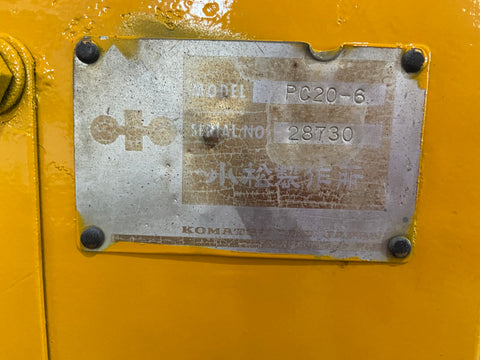 MODEL PC20-6
SERIAL NO 28730
小松製作所
KOMATSU